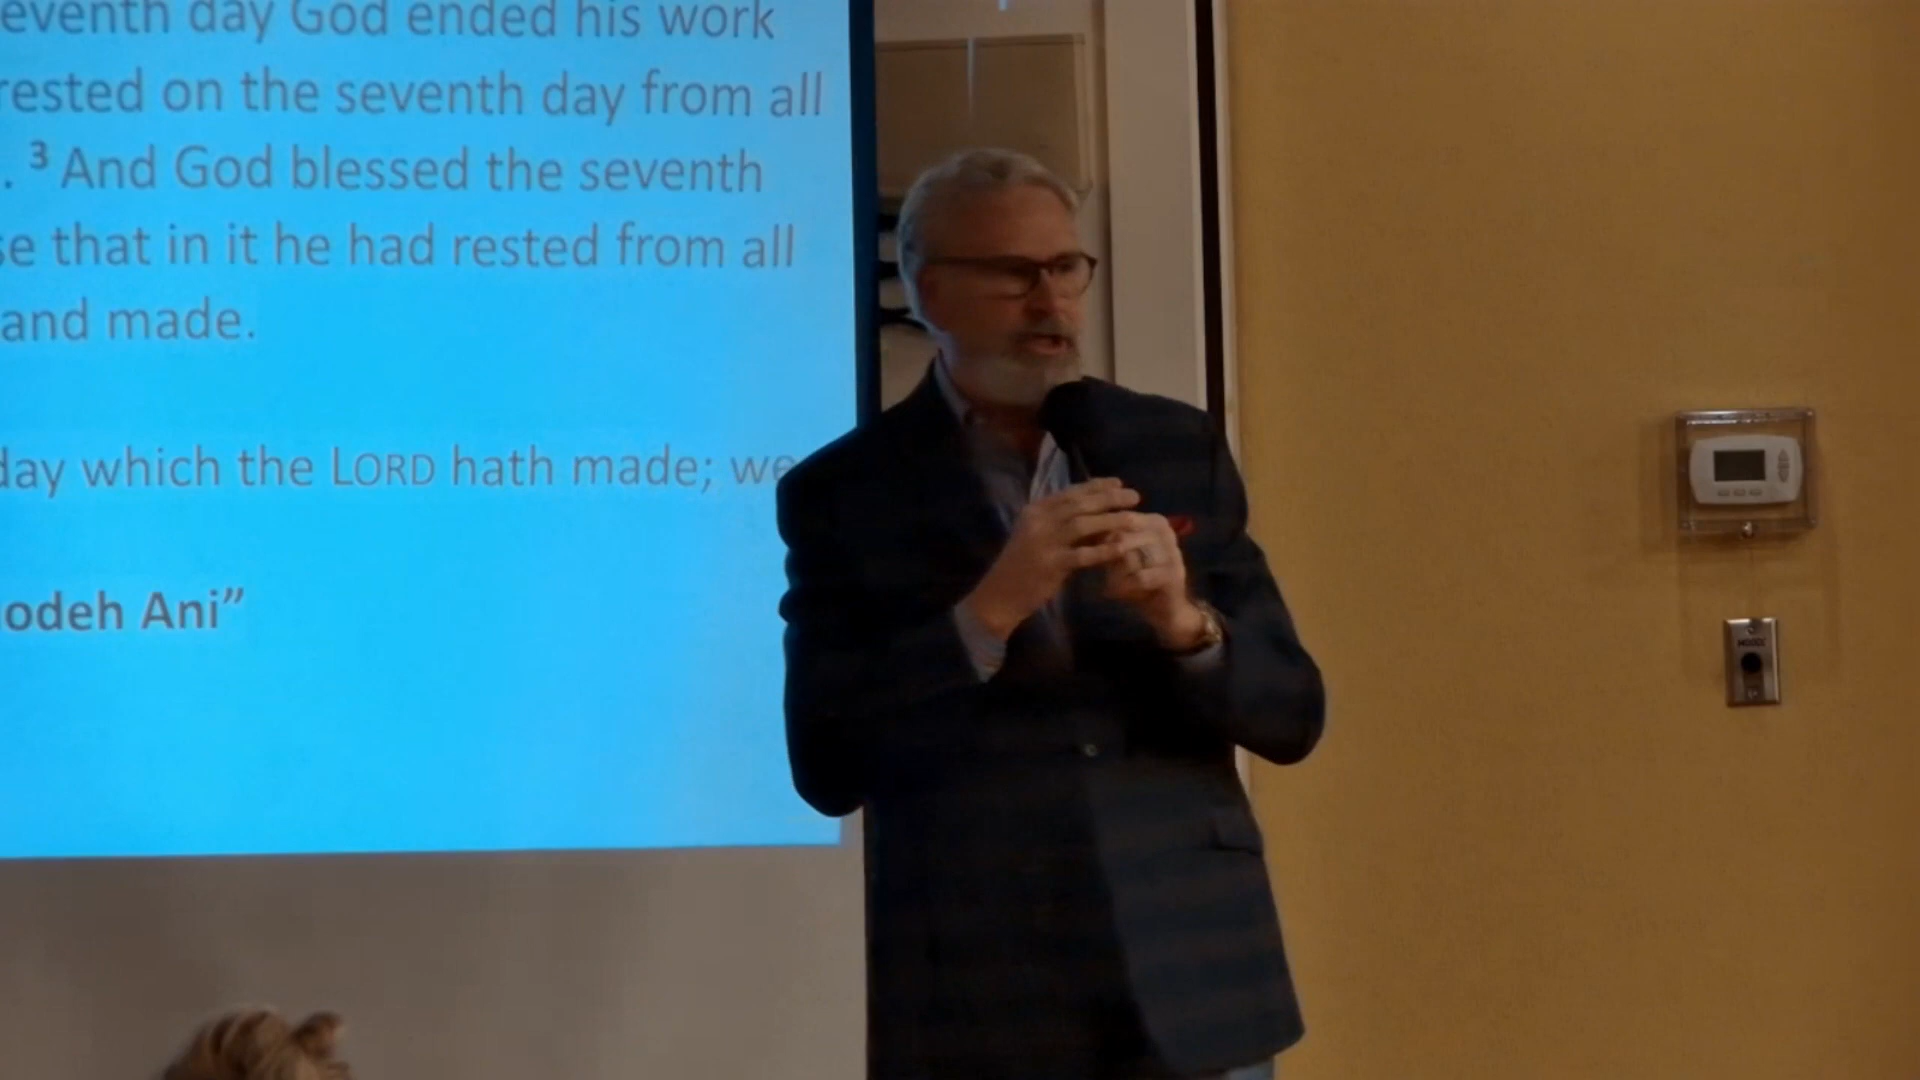 eventh day God ended his work
rested on the seventh day from all
. 3 And God blessed the seventh
se that in it he had rested from all
and made.
day which the LORD hath made; we
odeh Ani”